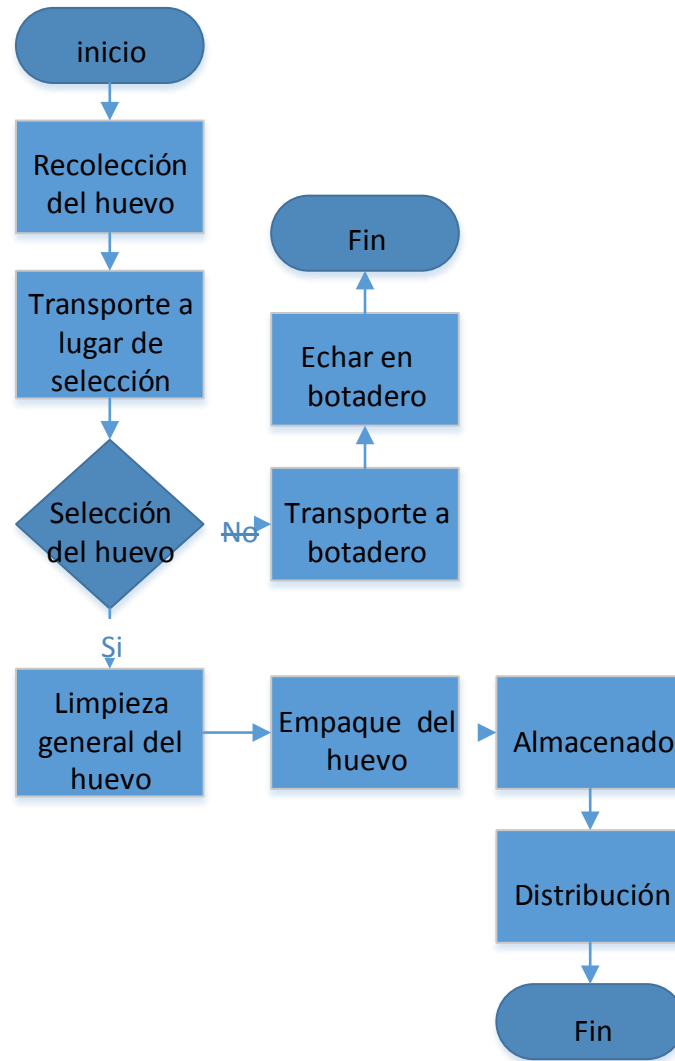 inicio
Recolección
del huevo
Transporte a
lugar de
selección
Selección
del huevo
No
Transporte a
botadero
Echar en
botadero
Fin
Si
Limpieza
general del
huevo
Empaque del
huevo
Almacenado
Distribución
Fin